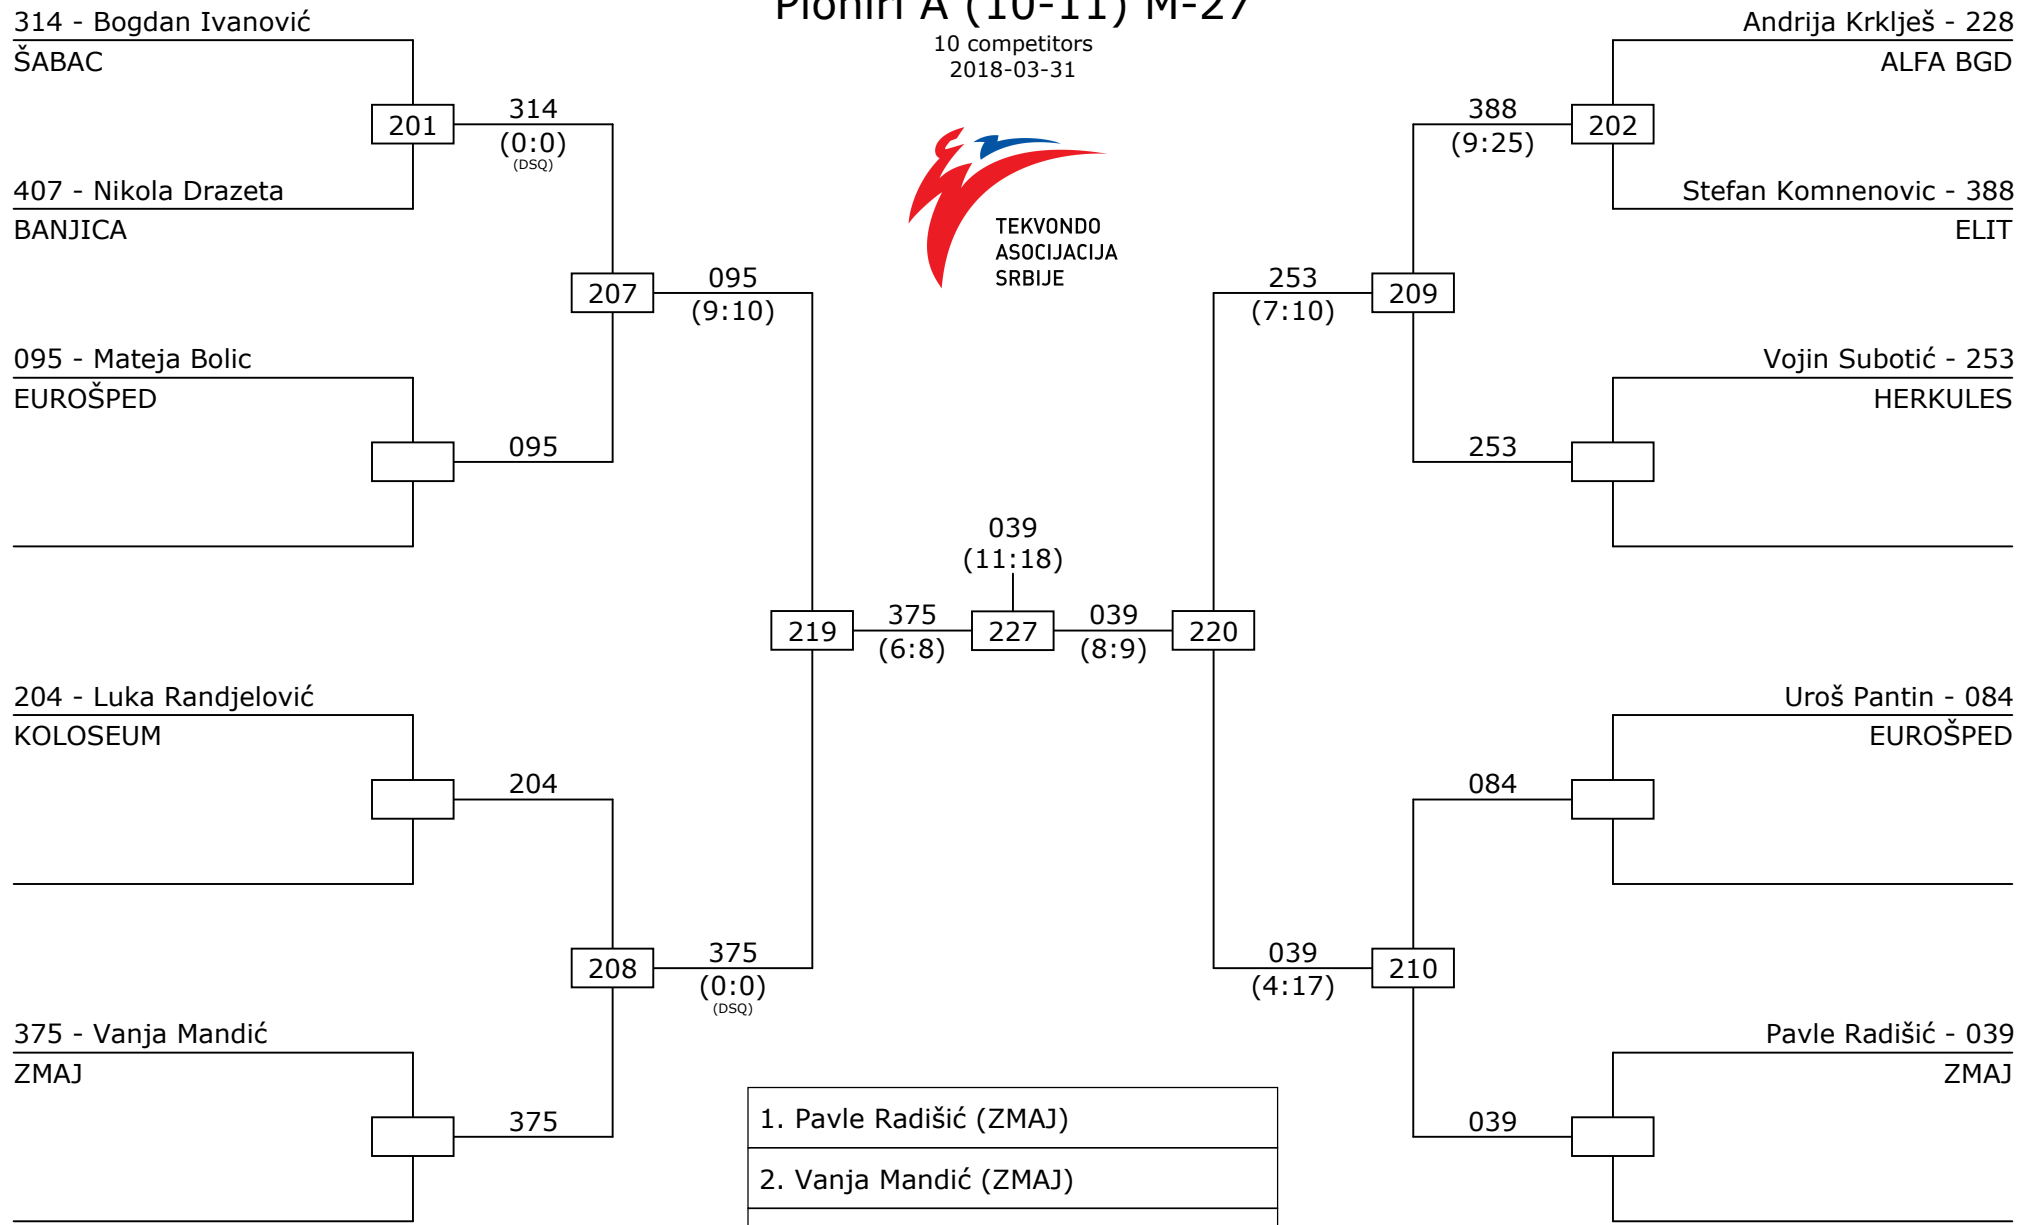 Pioniri A (10-11) M-27
10 competitors
2018-03-31
TEKVONDO
ASOCIJACIJA
SRBIJE
314 - Bogdan Ivanović
ŠABAC
201
314
(0:0)
(DSQ)
407 - Nikola Drazeta
BANJICA
207
095
(9:10)
095 - Mateja Bolic
EUROŠPED
095
204 - Luka Randjelović
KOLOSEUM
204
208
375
(0:0)
(DSQ)
375 - Vanja Mandić
ZMAJ
375
219
375
(6:8)
039
(11:18)
227
039
(8:9)
220
Andrija Krklješ - 228
ALFA BGD
388
(9:25)
202
Stefan Komnenovic - 388
ELIT
253
(7:10)
209
Vojin Subotić - 253
HERKULES
253
Uroš Pantin - 084
EUROŠPED
084
039
(4:17)
210
Pavle Radišić - 039
ZMAJ
039
1. Pavle Radišić (ZMAJ)
2. Vanja Mandić (ZMAJ)